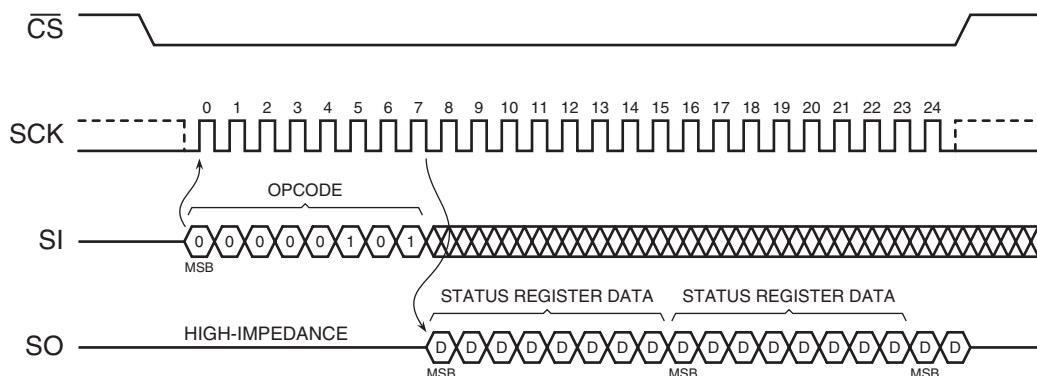 CS
0 1 2 3 4 5 6 7 8 9 10 11 12 13 14 15 16 17 18 19 20 21 22 23 24
SCK
OPCODE
SI
0 0 0 0 0 1 0 1
MSB
STATUS REGISTER DATA STATUS REGISTER DATA
HIGH-IMPEDANCE
SO
D D D D D D D D D D D D D D D D D D
MSB MSB MSB